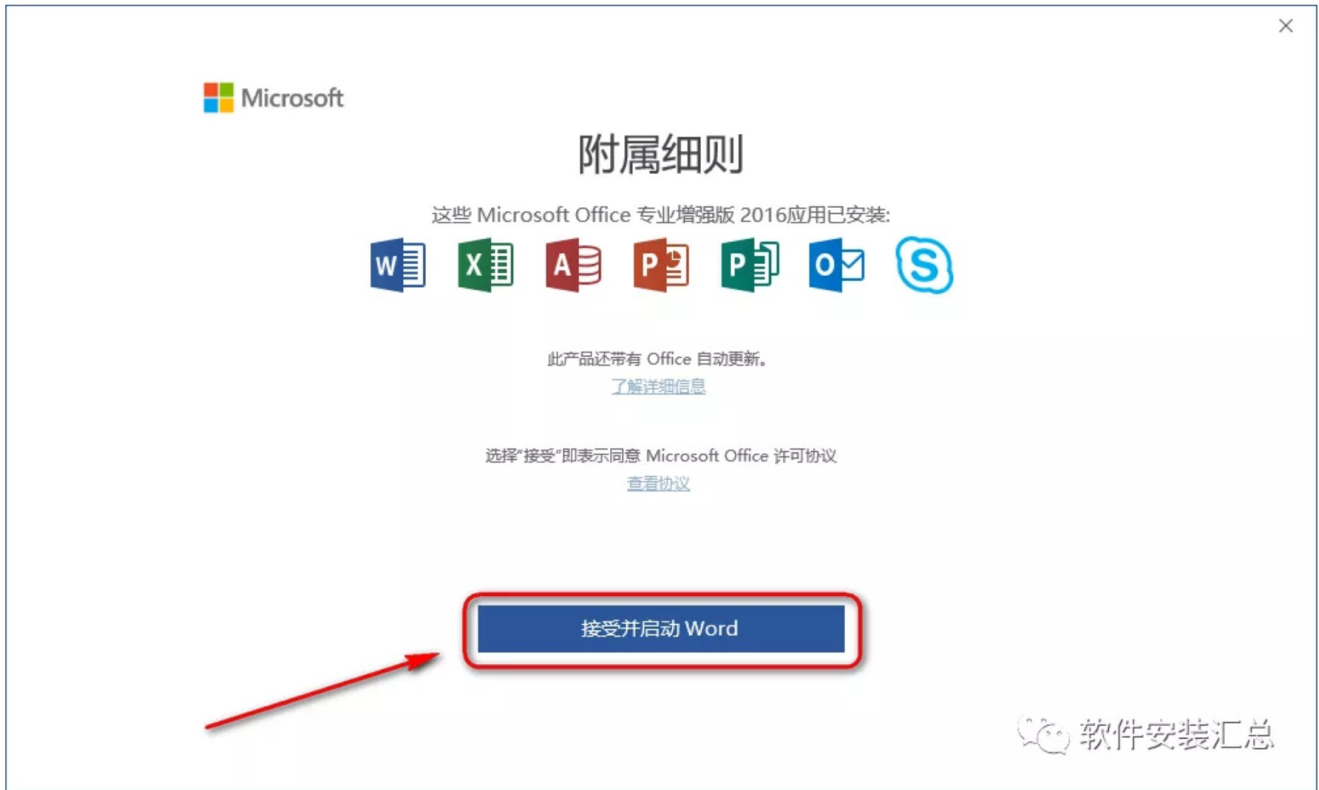 Microsoft
附属细则
这些 Microsoft Office 专业增强版 2016应用已安装:
W X A P P O S
此产品还带有 Office 自动更新。
了解详细信息
选择"接受"即表示同意 Microsoft Office 许可协议
查看协议
接受并启动 Word
软件安装汇总